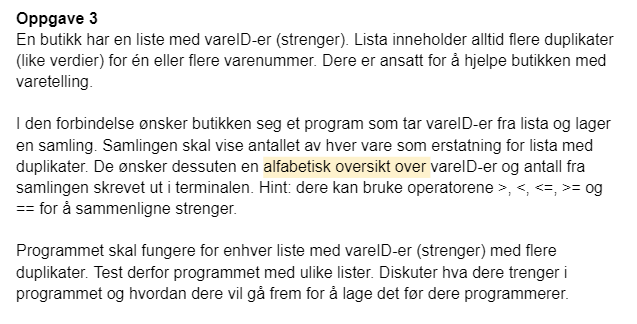 Oppgave 3
En butikk har en liste med vareID-er (strenger). Lista inneholder alltid flere duplikater
(like verdier) for én eller flere varenummer. Dere er ansatt for å hjelpe butikken med
varetelling.
I den forbindelse ønsker butikken seg et program som tar vareID-er fra lista og lager
en samling. Samlingen skal vise antallet av hver vare som erstatning for lista med
duplikater. De ønsker dessuten en alfabetisk oversikt over vareID-er og antall fra
samlingen skrevet ut i terminalen. Hint: dere kan bruke operatorene >, <, <=, >= og
== for å sammenligne strenger.
Programmet skal fungere for enhver liste med vareID-er (strenger) med flere
duplikater. Test derfor programmet med ulike lister. Diskuter hva dere trenger i
programmet og hvordan dere vil gå frem for å lage det før dere programmerer.